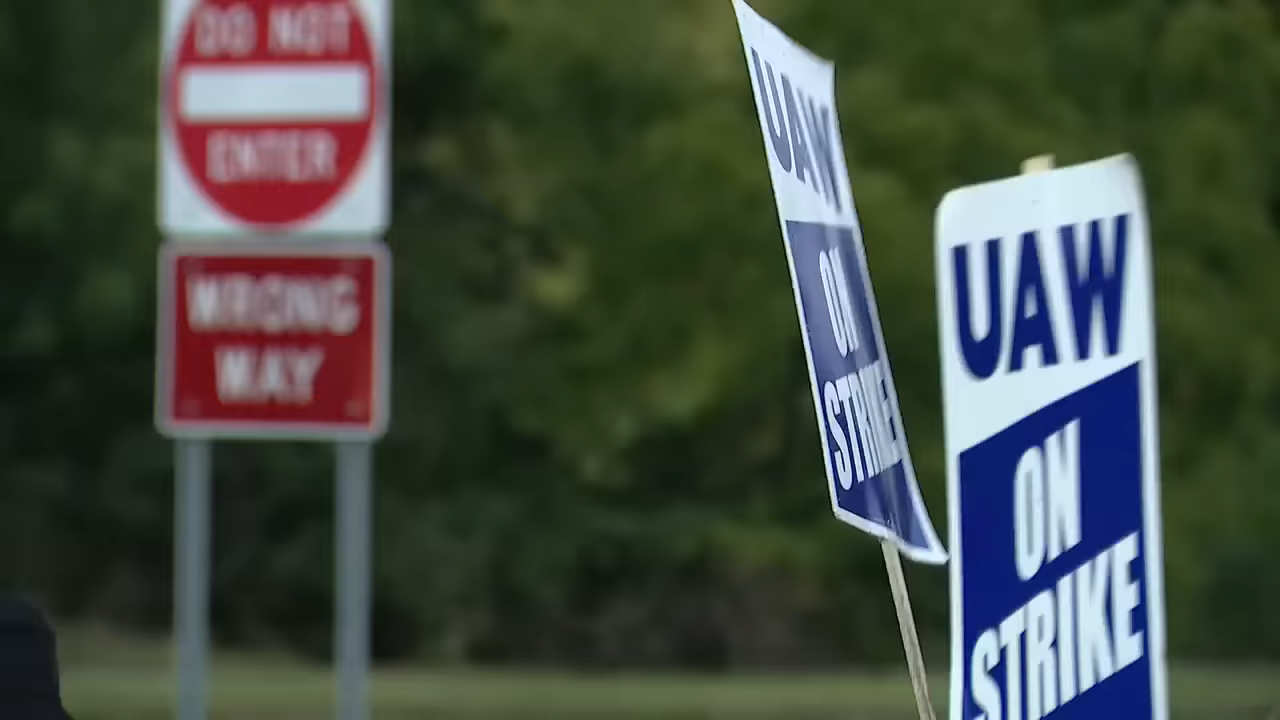 DO NOT
ENTER
WRONG
WAY
UAW
ON
STRIKE
UAW
ON
STRIKE